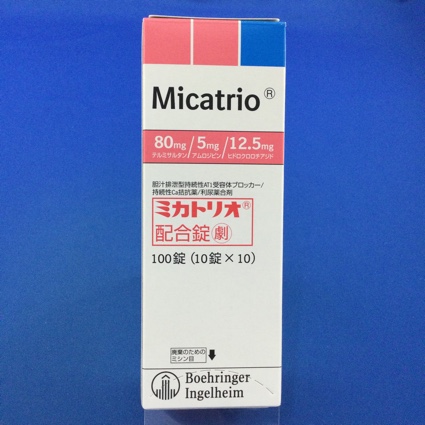 Micatrio®
80mg/5mg/12.5mg
テルミサルタン/アムロジピン/ヒドロクロロチアジド
胆汁排泄型持続性AT1受容体ブロッカー/
持続性Ca拮抗薬/利尿薬合剤
ミカトリオ®
配合錠 劇
100錠(10錠×10)
廃棄のための
ミシン目
Boehringer
Ingelheim